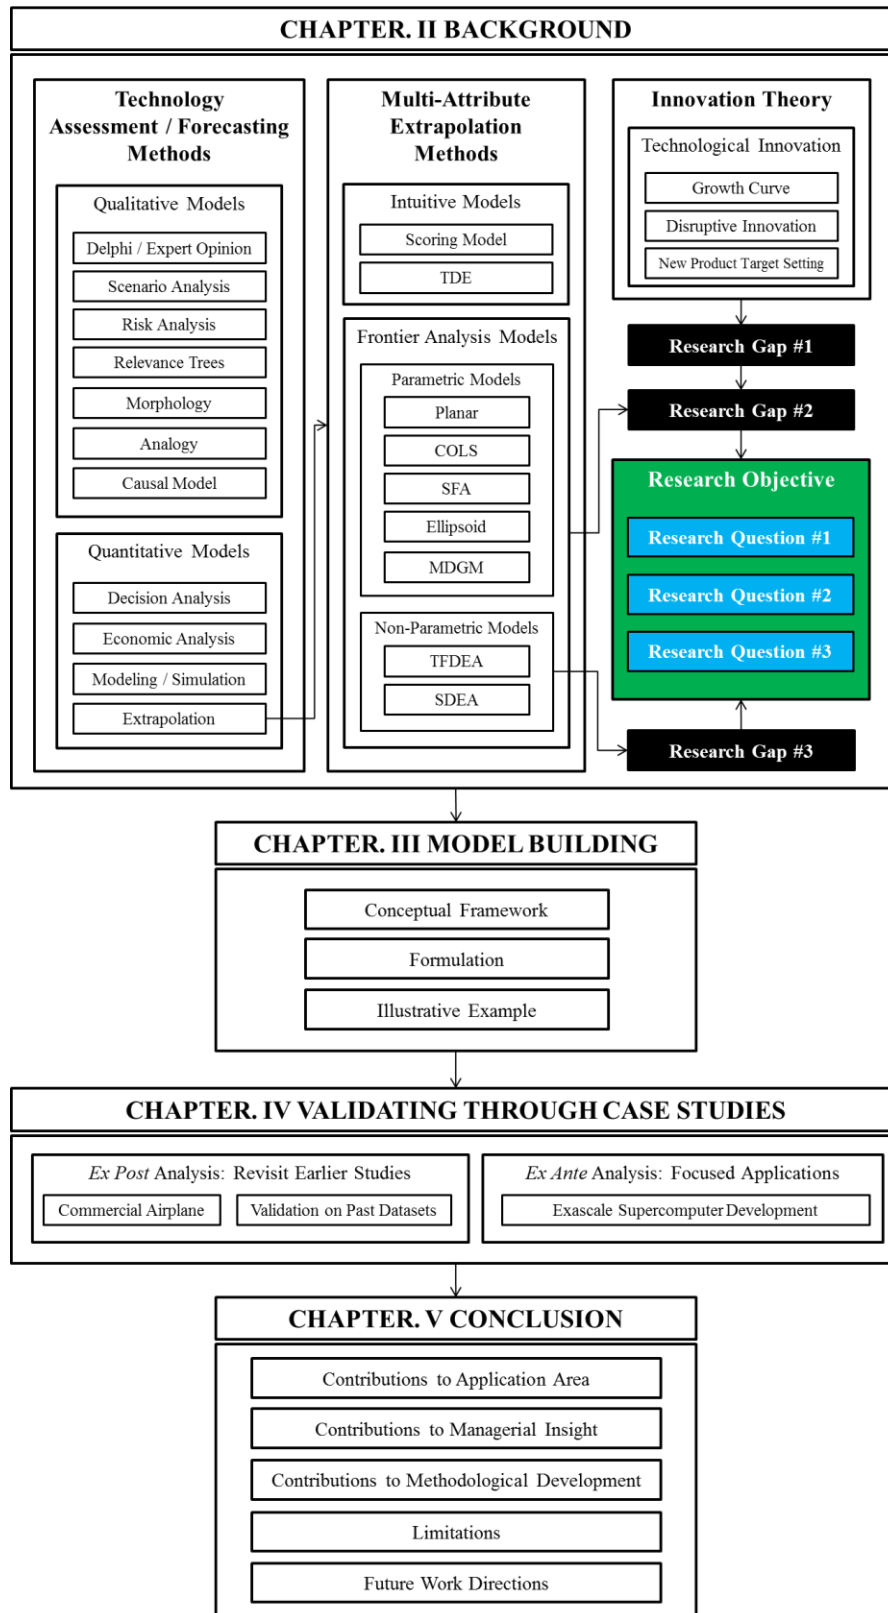 CHAPTER. II BACKGROUND
Technology
Assessment / Forecasting
Methods
Qualitative Models
Delphi / Expert Opinion
Scenario Analysis
Risk Analysis
Relevance Trees
Morphology
Analogy
Causal Model
Quantitative Models
Decision Analysis
Economic Analysis
Modeling / Simulation
Extrapolation
Multi-Attribute
Extrapolation
Methods
Intuitive Models
Scoring Model
TDE
Frontier Analysis Models
Parametric Models
Planar
COLS
SFA
Ellipsoid
MDGM
Non-Parametric Models
TFDEA
SDEA
Innovation Theory
Technological Innovation
Growth Curve
Disruptive Innovation
New Product Target Setting
Research Gap #1
Research Gap #2
Research Objective
Research Question #1
Research Question #2
Research Question #3
Research Gap #3
CHAPTER. III MODEL BUILDING
Conceptual Framework
Formulation
Illustrative Example
CHAPTER. IV VALIDATING THROUGH CASE STUDIES
Ex Post Analysis: Revisit Earlier Studies
Commercial Airplane
Validation on Past Datasets
Ex Ante Analysis: Focused Applications
Exascale Supercomputer Development
CHAPTER. V CONCLUSION
Contributions to Application Area
Contributions to Managerial Insight
Contributions to Methodological Development
Limitations
Future Work Directions